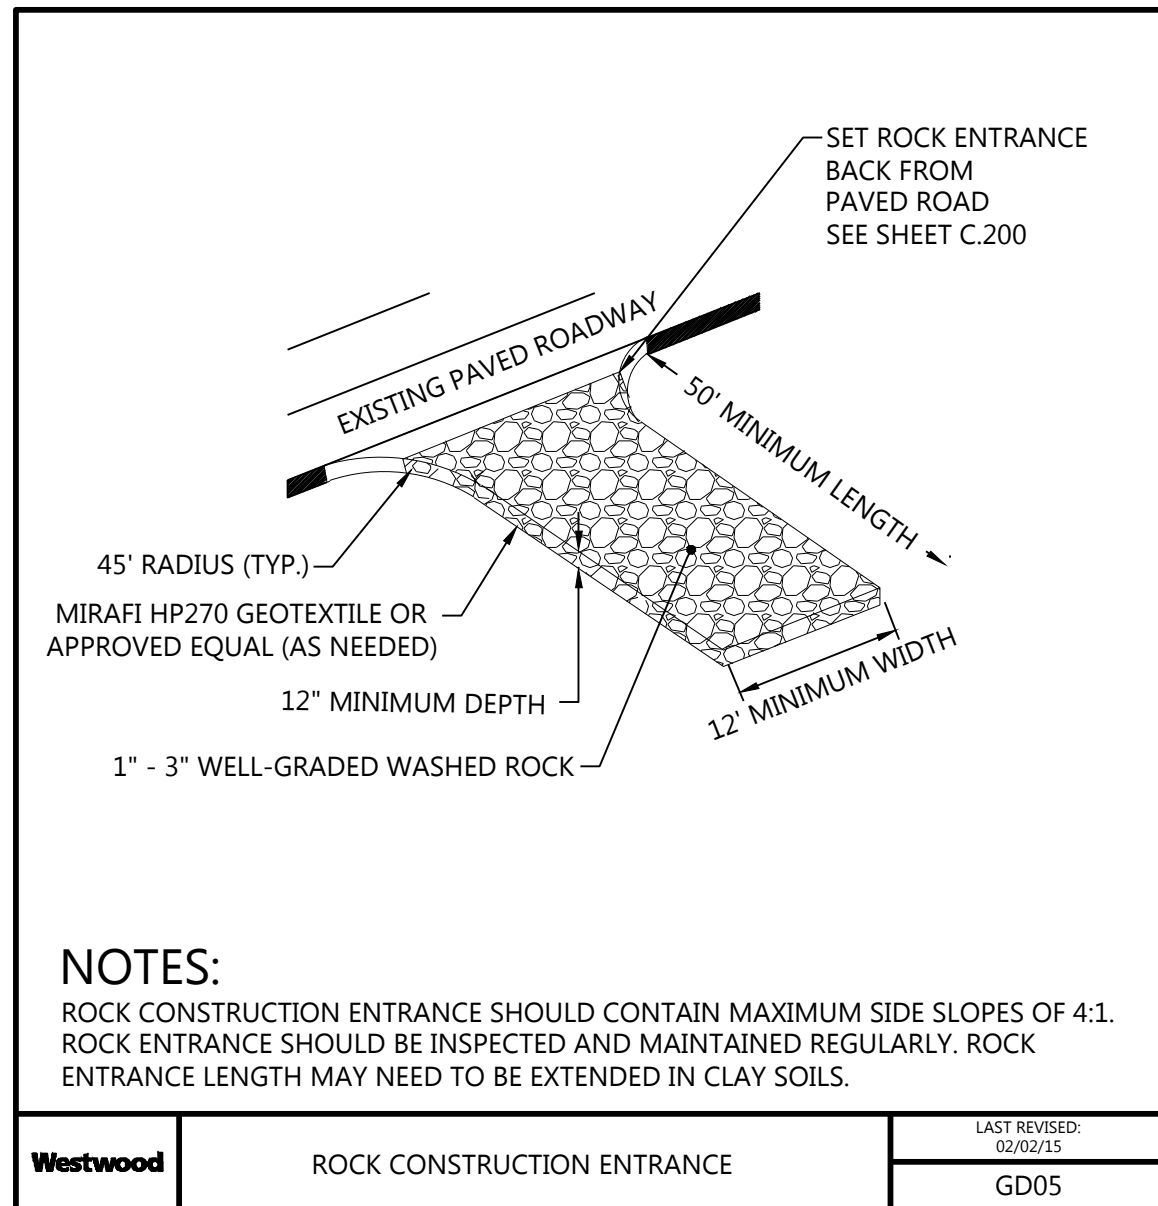 SET ROCK ENTRANCE
BACK FROM
PAVED ROAD
SEE SHEET C.200
EXISTING PAVED ROADWAY
50' MINIMUM LENGTH
45' RADIUS (TYP.)
MIRAFI HP270 GEOTEXTILE OR
APPROVED EQUAL (AS NEEDED)
12" MINIMUM DEPTH
12' MINIMUM WIDTH
1" - 3" WELL-GRADED WASHED ROCK
NOTES:
ROCK CONSTRUCTION ENTRANCE SHOULD CONTAIN MAXIMUM SIDE SLOPES OF 4:1.
ROCK ENTRANCE SHOULD BE INSPECTED AND MAINTAINED REGULARLY. ROCK
ENTRANCE LENGTH MAY NEED TO BE EXTENDED IN CLAY SOILS.
Westwood
ROCK CONSTRUCTION ENTRANCE
LAST REVISED:
02/02/15
GD05